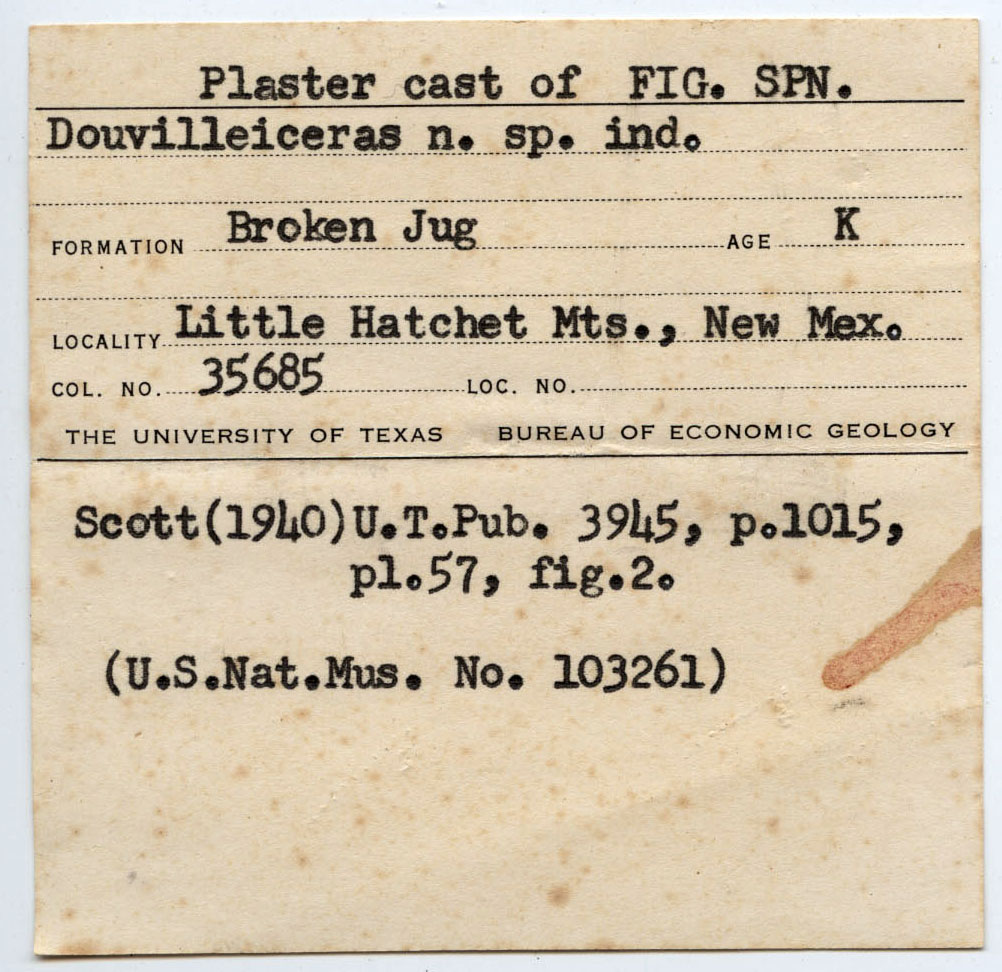 Plaster cast of FIG. SPN.
Douvilleiceras n. sp. ind.
FORMATION Broken Jug AGE K
LOCALITY Little Hatchet Mts., New Mex.
COL. NO. 35685 LOC. NO.
THE UNIVERSITY OF TEXAS BUREAU OF ECONOMIC GEOLOGY
Scott(1940)U.T.Pub. 3945, p.1015,
pl.57, fig.2.
(U.S.Nat.Mus. No. 103261)